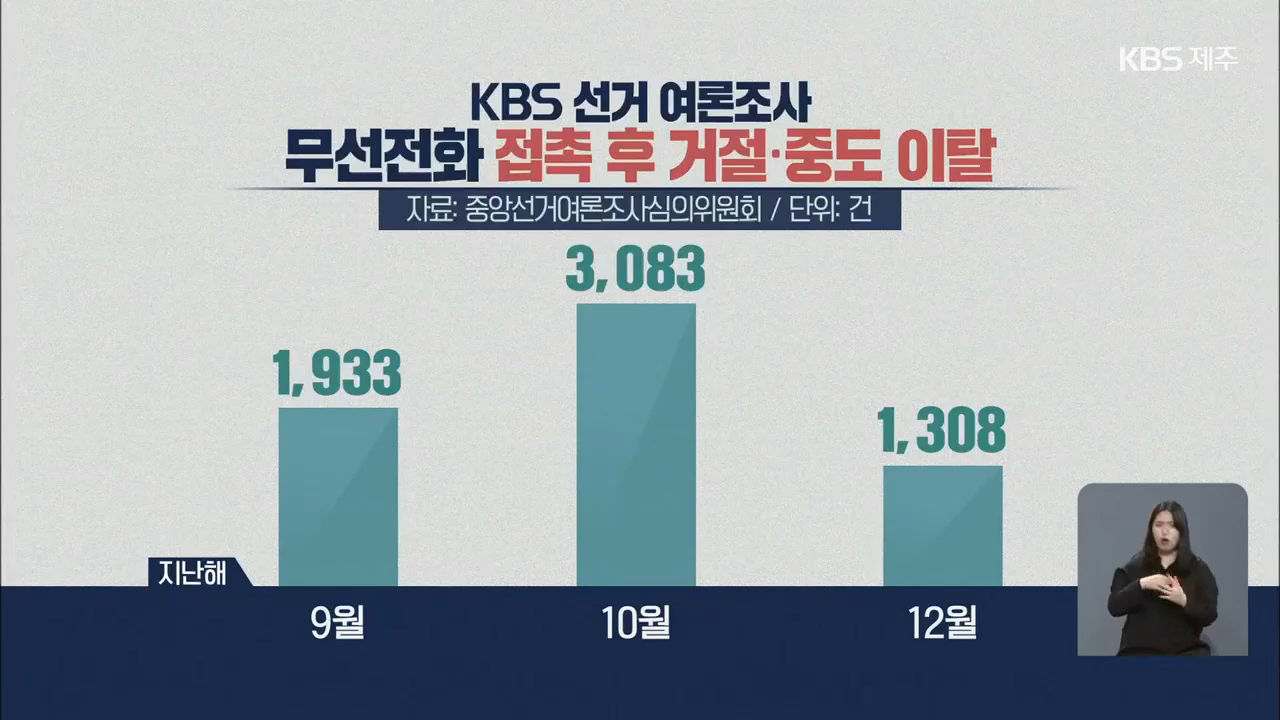 KBS 제주
KBS 선거 여론조사
무선전화 접촉 후 거절·중도 이탈
자료: 중앙선거여론조사심의위원회 / 단위: 건
3,083
1,933
1,308
지난해
9월
10월
12월